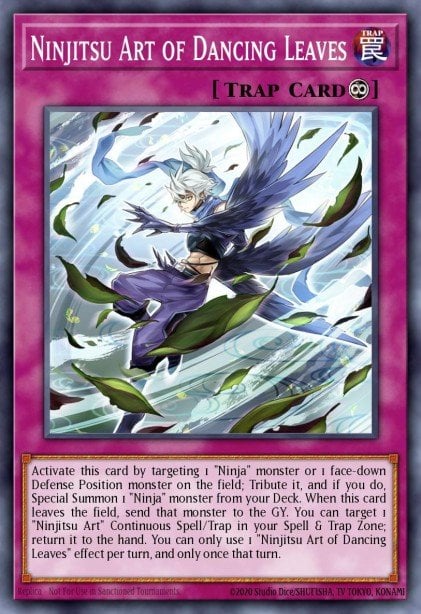 NINJITSU ART OF DANCING LEAVES
TRAP
罠
[TRAP CARD]
Activate this card by targeting 1 "Ninja" monster or 1 face-down
Defense Position monster on the field; Tribute it, and if you do,
Special Summon 1 "Ninja" monster from your Deck. When this card
leaves the field, send that monster to the GY. You can target 1
"Ninjitsu Art" Continuous Spell/Trap in your Spell & Trap Zone;
return it to the hand. You can only use 1 "Ninjitsu Art of Dancing
Leaves" effect per turn, and only once that turn.
Replica - Not For Use in Sanctioned Tournaments
©2020 Studio Dice/SHUEISHA, TV TOKYO, KONAMI